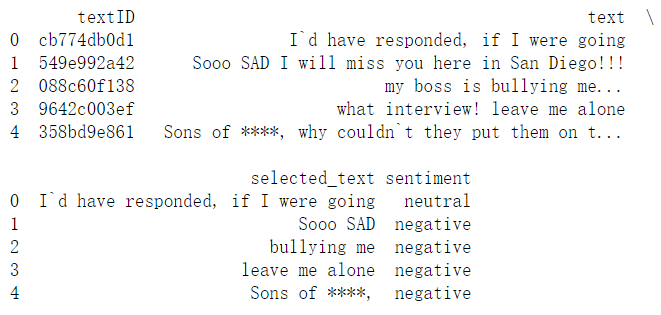 textID text \
0 cb774db0d1 I`d have responded, if I were going
1 549e992a42 Sooo SAD I will miss you here in San Diego!!!
2 088c60f138 my boss is bullying me...
3 9642c003ef what interview! leave me alone
4 358bd9e861 Sons of ****, why couldn`t they put them on t...
selected_text sentiment
0 I`d have responded, if I were going neutral
1 Sooo SAD negative
2 bullying me negative
3 leave me alone negative
4 Sons of ****, negative